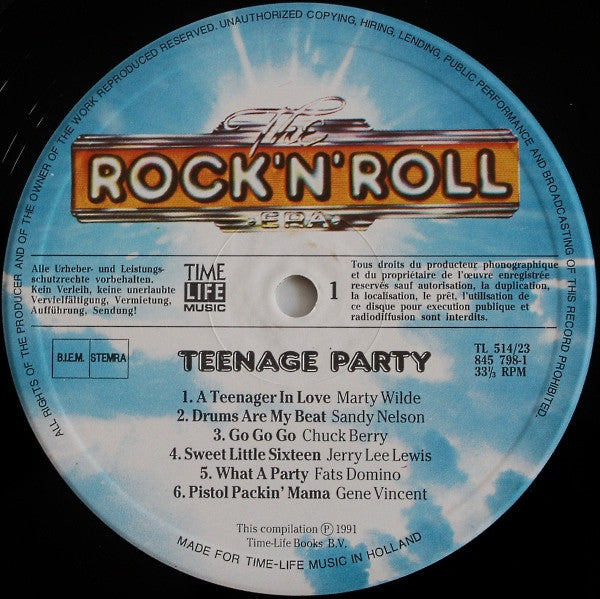 ALL RIGHTS OF THE PRODUCER AND OF THE OWNER OF THE WORK REPRODUCED RESERVED. UNAUTHORIZED COPYING, HIRING, LENDING, PUBLIC PERFORMANCE AND BROADCASTING OF THIS RECORD PROHIBITED.
The
ROCK'N'ROLL
·ERA·
Alle Urheber- und Leistungs-
schutzrechte vorbehalten.
Kein Verleih, keine unerlaubte
Vervielfältigung, Vermietung,
Aufführung, Sendung!
TIME
LIFE
MUSIC
1
Tous droits du producteur phonographique
et du propriétaire de l'œuvre enregistrée
reservés sauf autorisation, la duplication,
la localisation, le prêt, l'utilisation de
ce disque pour execution publique et
radiodiffusion sont interdits.
B.I.E.M. STEMRA
TEENAGE PARTY
TL 514/23
845 798-1
33⅓ RPM
1. A Teenager In Love Marty Wilde
2. Drums Are My Beat Sandy Nelson
3. Go Go Go Chuck Berry
4. Sweet Little Sixteen Jerry Lee Lewis
5. What A Party Fats Domino
6. Pistol Packin' Mama Gene Vincent
This compilation ℗ 1991
Time-Life Books B.V.
MADE FOR TIME-LIFE MUSIC IN HOLLAND